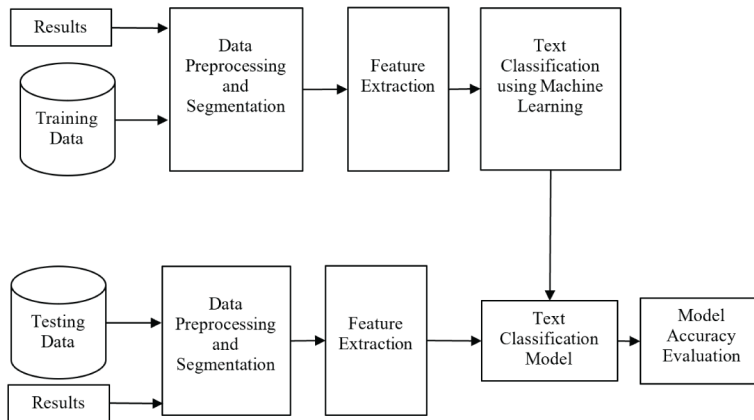 Results
Training
Data
Data
Preprocessing
and
Segmentation
Feature
Extraction
Text
Classification
using Machine
Learning
Testing
Data
Results
Data
Preprocessing
and
Segmentation
Feature
Extraction
Text
Classification
Model
Model
Accuracy
Evaluation